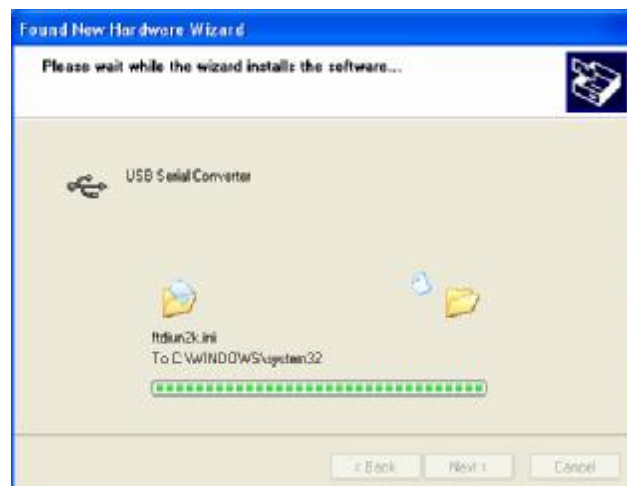 Found New Hardware Wizard
Please wait while the wizard installs the software...
USB Serial Converter
ftdiun2k.ini
To C:\WINDOWS\system32
< Back
Next >
Cancel